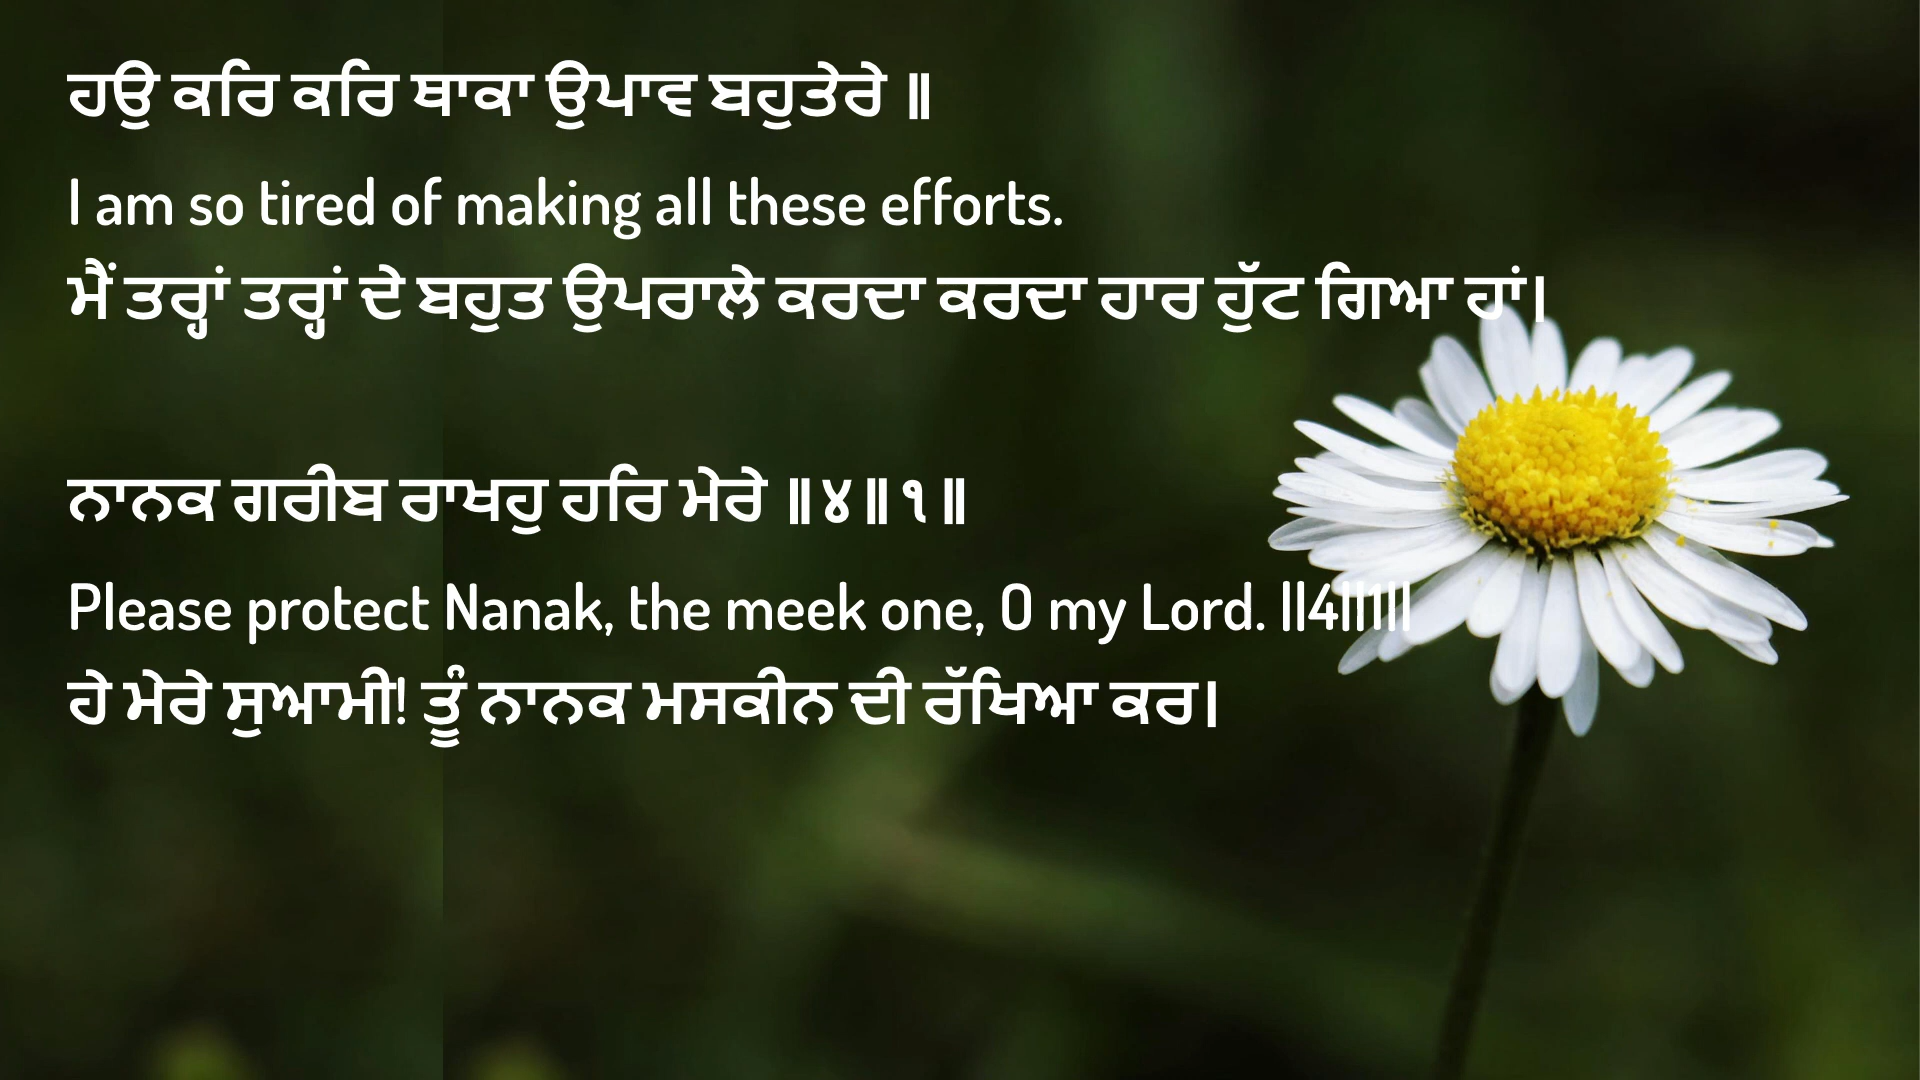 ਹਉ ਕਰਿ ਕਰਿ ਥਾਕਾ ਉਪਾਵ ਬਹੁਤੇਰੇ ॥
I am so tired of making all these efforts.
ਮੈਂ ਤਰ੍ਹਾਂ ਤਰ੍ਹਾਂ ਦੇ ਬਹੁਤ ਉਪਰਾਲੇ ਕਰਦਾ ਕਰਦਾ ਹਾਰ ਹੁੱਟ ਗਿਆ ਹਾਂ।
ਨਾਨਕ ਗਰੀਬ ਰਾਖਹੁ ਹਰਿ ਮੇਰੇ ॥੪॥੧॥
Please protect Nanak, the meek one, O my Lord. ||4||1||
ਹੇ ਮੇਰੇ ਸੁਆਮੀ! ਤੂੰ ਨਾਨਕ ਮਸਕੀਨ ਦੀ ਰੱਖਿਆ ਕਰ।